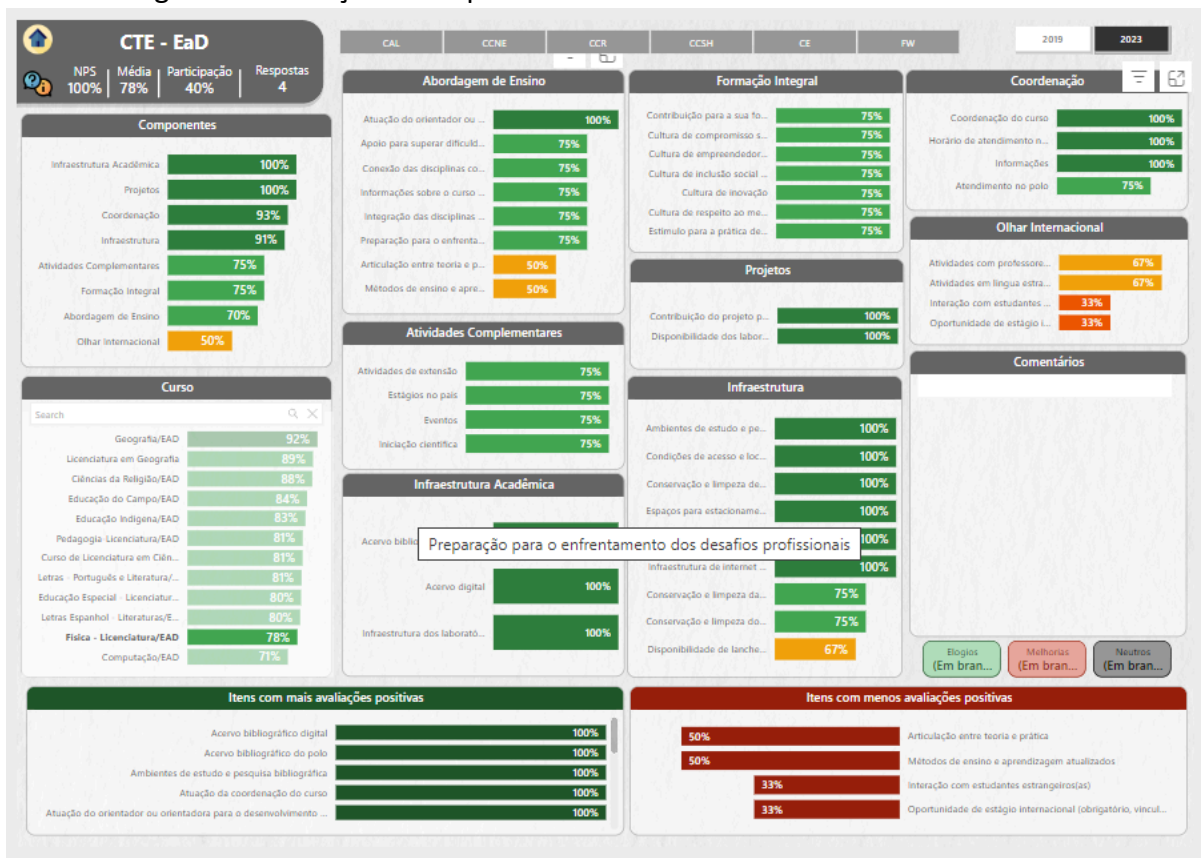 CTE - EaD
NPS
100%
Média
78%
Participação
40%
Respostas
4
CAL
CCNE
CCR
CCSH
CE
FW
2019
2023
Componentes
Infraestrutura Acadêmica 100%
Projetos 100%
Coordenação 93%
Infraestrutura 91%
Atividades Complementares 75%
Formação Integral 75%
Abordagem de Ensino 70%
Olhar Internacional 50%
Curso
Search
Geografia/EAD 92%
Licenciatura em Geografia 89%
Ciências da Religião/EAD 88%
Educação do Campo/EAD 84%
Educação Indígena/EAD 83%
Pedagogia Licenciatura/EAD 81%
Curso de Licenciatura em Ciên... 81%
Letras - Português e Literatura/... 81%
Educação Especial - Licenciatur... 80%
Letras Espanhol - Literaturas/E... 80%
Física - Licenciatura/EAD 78%
Computação/EAD 71%
Abordagem de Ensino
Atuação do orientador ou ... 100%
Apoio para superar dificuld... 75%
Conexão das disciplinas co... 75%
Informações sobre o curso ... 75%
Integração das disciplinas ... 75%
Preparação para o enfrenta... 75%
Articulação entre teoria e p... 50%
Métodos de ensino e apre... 50%
Atividades Complementares
Atividades de extensão 75%
Estágios no país 75%
Eventos 75%
Iniciação científica 75%
Infraestrutura Acadêmica
Acervo biblio
Preparação para o enfrentamento dos desafios profissionais
Acervo digital 100%
Infraestrutura dos laborató... 100%
Formação Integral
Contribuição para a sua fo... 75%
Cultura de compromisso s... 75%
Cultura de empreendedor... 75%
Cultura de inclusão social ... 75%
Cultura de inovação 75%
Cultura de respeito ao me... 75%
Estímulo para a prática de... 75%
Projetos
Contribuição do projeto p... 100%
Disponibilidade dos labor... 100%
Infraestrutura
Ambientes de estudo e pe... 100%
Condições de acesso e loc... 100%
Conservação e limpeza de... 100%
Espaços para estacioname... 100%
100%
Infraestrutura de internet ... 100%
Conservação e limpeza da... 75%
Conservação e limpeza do... 75%
Disponibilidade de lanche... 67%
Coordenação
Coordenação do curso 100%
Horário de atendimento n... 100%
Informações 100%
Atendimento no polo 75%
Olhar Internacional
Atividades com professore... 67%
Atividades em língua estra... 67%
Interação com estudantes ... 33%
Oportunidade de estágio i... 33%
Comentários
Elogios
(Em bran...
Melhorias
(Em bran...
Neutros
(Em bran...
Itens com mais avaliações positivas
Acervo bibliográfico digital 100%
Acervo bibliográfico do polo 100%
Ambientes de estudo e pesquisa bibliográfica 100%
Atuação da coordenação do curso 100%
Atuação do orientador ou orientadora para o desenvolvimento ... 100%
Itens com menos avaliações positivas
50% Articulação entre teoria e prática
50% Métodos de ensino e aprendizagem atualizados
33% Interação com estudantes estrangeiros(as)
33% Oportunidade de estágio internacional (obrigatório, vincul...